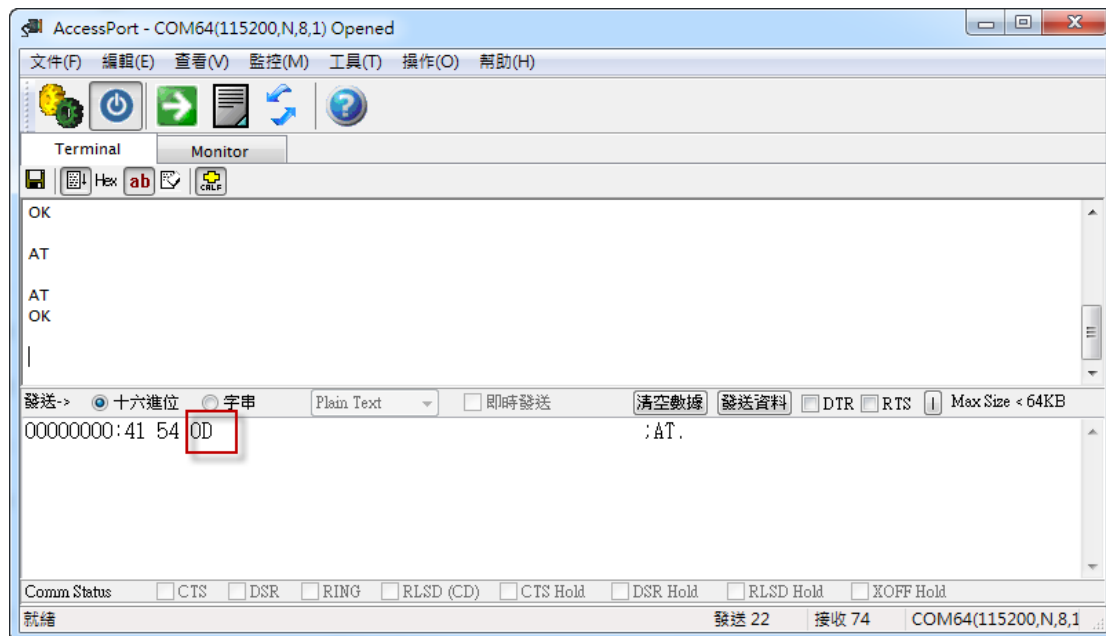 AccessPort - COM64(115200,N,8,1) Opened
文件(F) 編輯(E) 查看(V) 監控(M) 工具(T) 操作(O) 幫助(H)
Terminal Monitor
Hex ab CRLF
OK
AT
AT
OK
發送-> 十六進位 字串 Plain Text 即時發送 清空數據 發送資料 DTR RTS Max Size < 64KB
00000000:41 54 0D ;AT.
Comm Status CTS DSR RING RLSD (CD) CTS Hold DSR Hold RLSD Hold XOFF Hold
就緒 發送 22 接收 74 COM64(115200,N,8,1